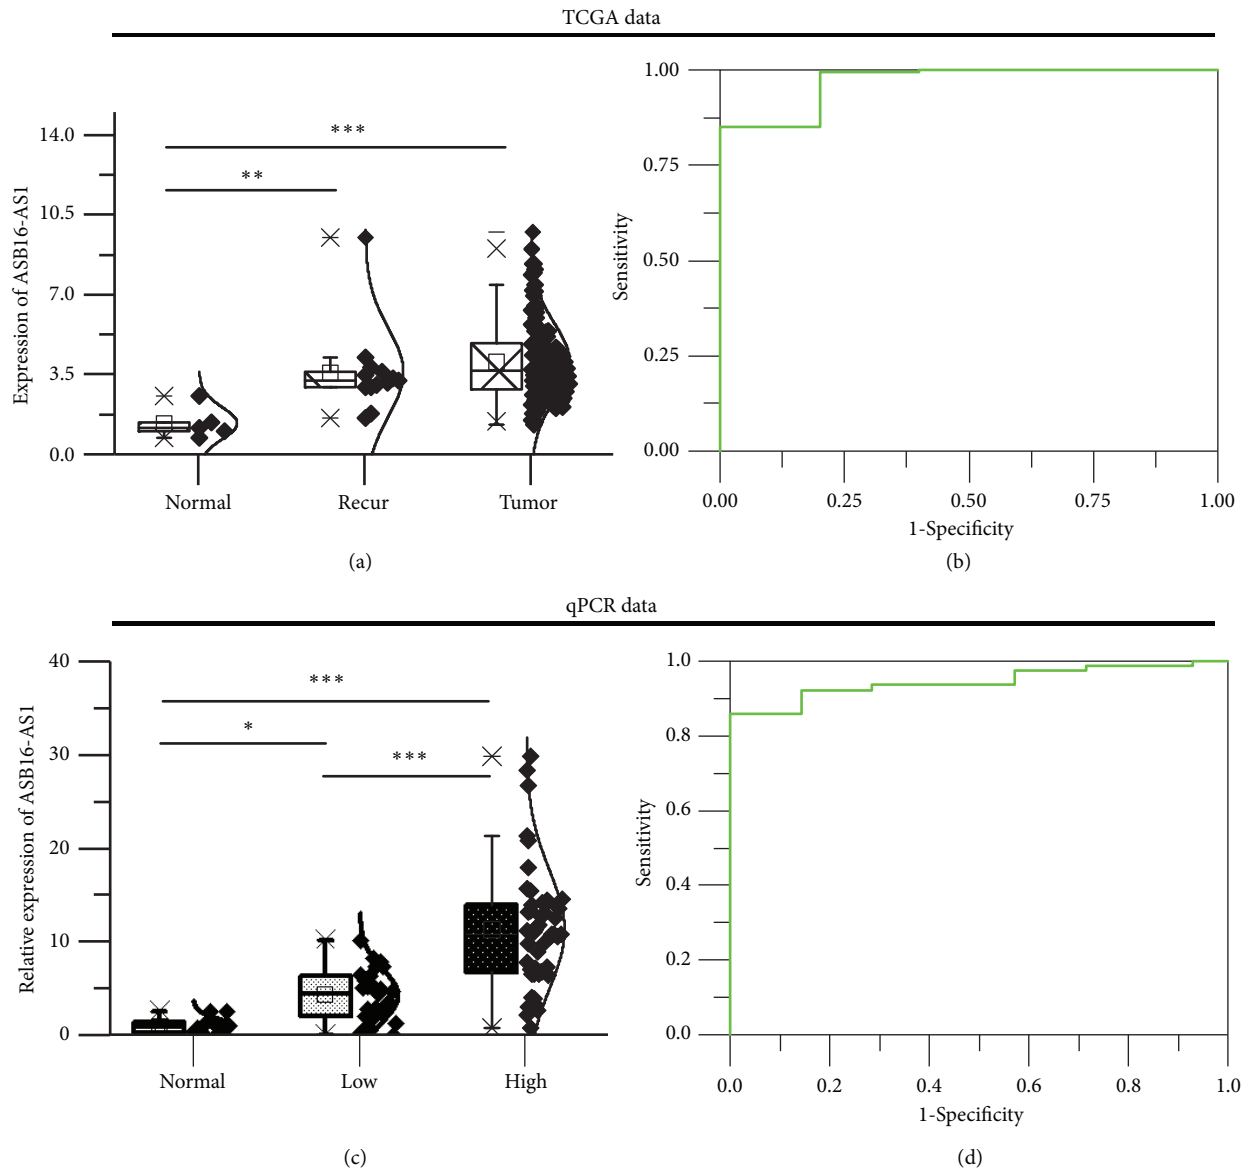 TCGA data
Expression of ASB16-AS1
14.0
10.5
7.0
3.5
0.0
***
**
Normal
Recur
Tumor
(a)
Sensitivity
1.00
0.75
0.50
0.25
0.00
0.00
0.25
0.50
0.75
1.00
1-Specificity
(b)
qPCR data
Relative expression of ASB16-AS1
40
30
20
10
0
***
*
***
Normal
Low
High
(c)
Sensitivity
1.0
0.8
0.6
0.4
0.2
0.0
0.0
0.2
0.4
0.6
0.8
1.0
1-Specificity
(d)